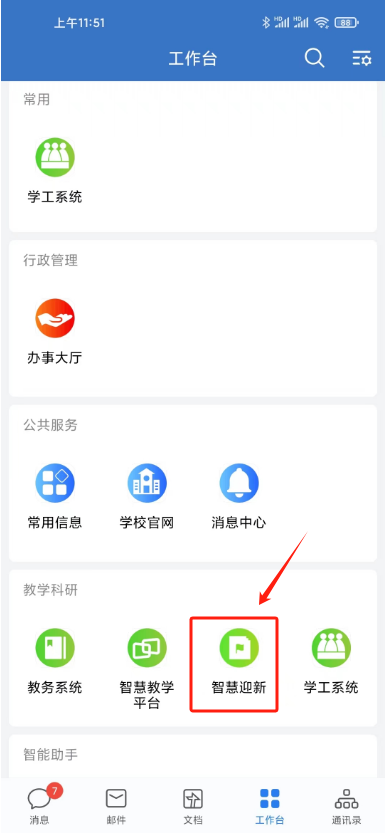 上午11:51
HD HD 88
工作台
常用
学工系统
行政管理
办事大厅
公共服务
常用信息 学校官网 消息中心
教学科研
教务系统 智慧教学 智慧迎新 学工系统
平台
智能助手
7
消息 邮件 文档 工作台 通讯录